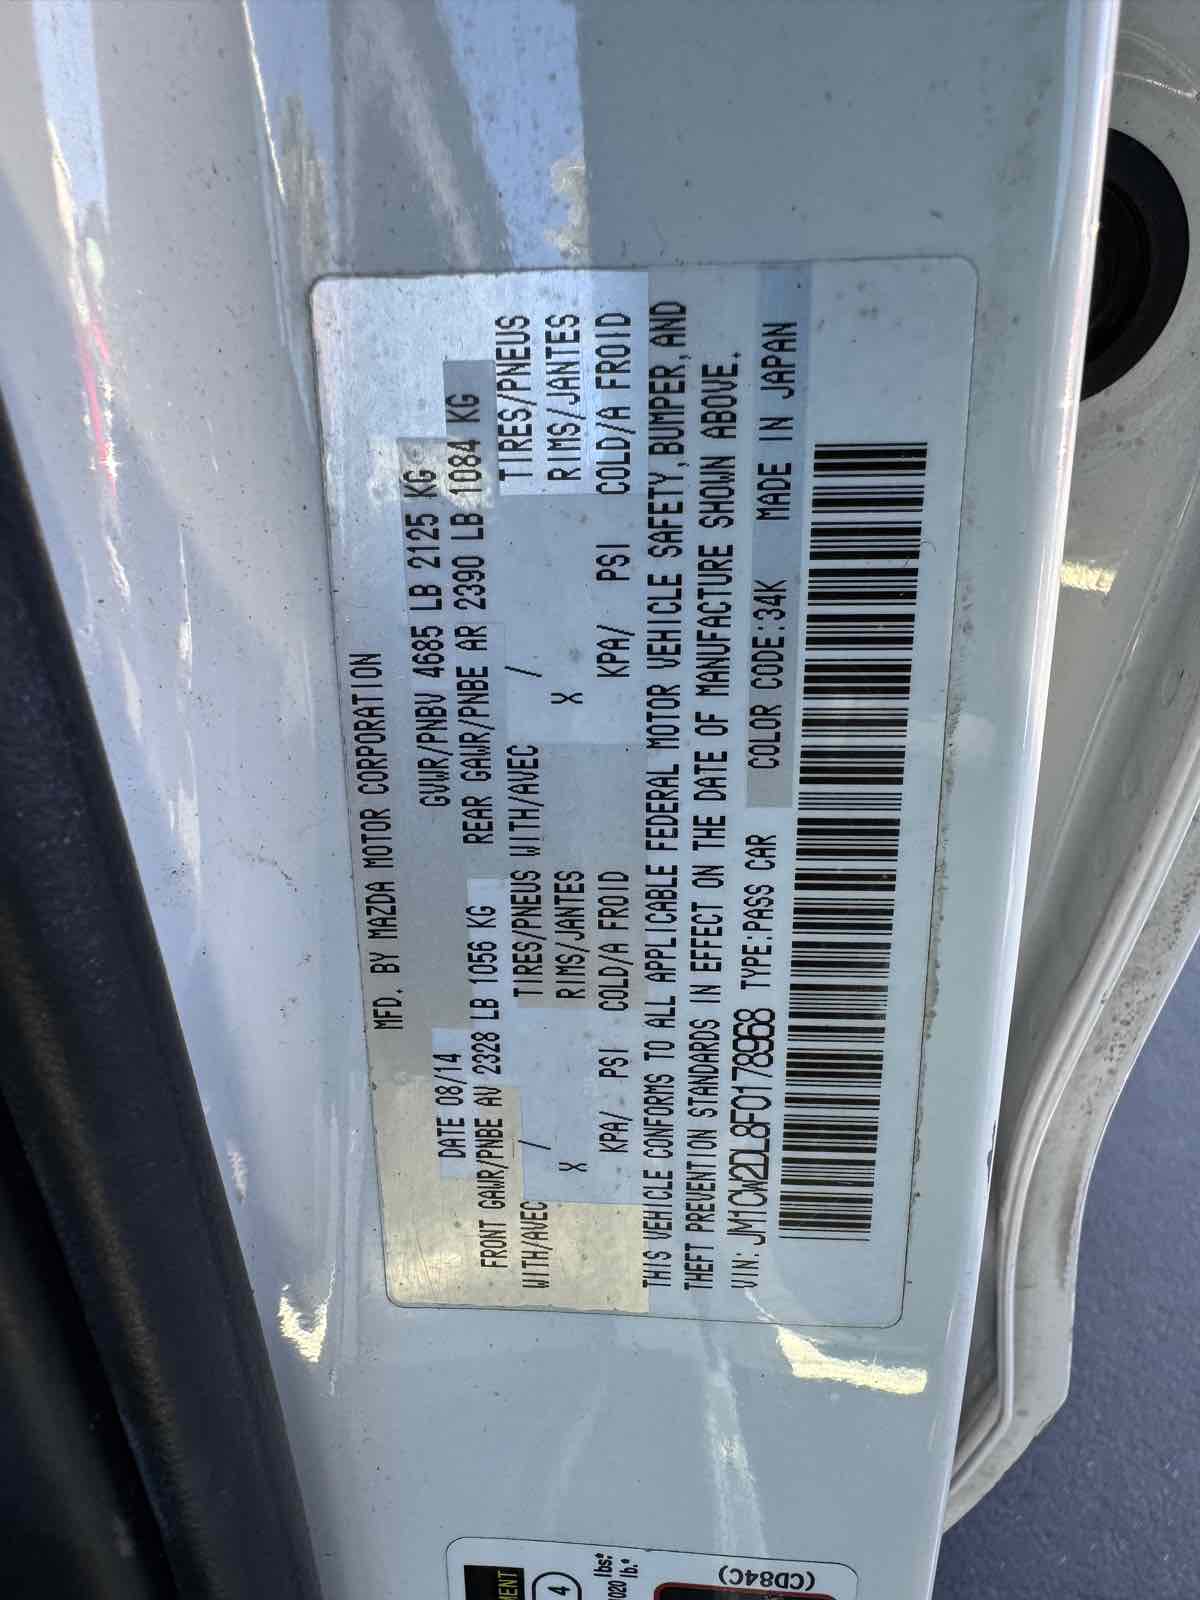 MFD. BY MAZDA MOTOR CORPORATION
DATE 08/14 GVWR/PNBV 4685 LB 2125 KG
FRONT GAWR/PNBE AV 2328 LB 1056 KG REAR GAWR/PNBE AR 2390 LB 1084 KG
WITH/AVEC / TIRES/PNEUS WITH/AVEC / TIRES/PNEUS
X RIMS/JANTES X RIMS/JANTES
KPA/ PSI COLD/A FROID KPA/ PSI COLD/A FROID
THIS VEHICLE CONFORMS TO ALL APPLICABLE FEDERAL MOTOR VEHICLE SAFETY, BUMPER, AND
THEFT PREVENTION STANDARDS IN EFFECT ON THE DATE OF MANUFACTURE SHOWN ABOVE.
VIN: JM1CW2DL8F0178968 TYPE:PASS CAR COLOR CODE:34K MADE IN JAPAN
4
lbs.
020 lb.
(CD84C)